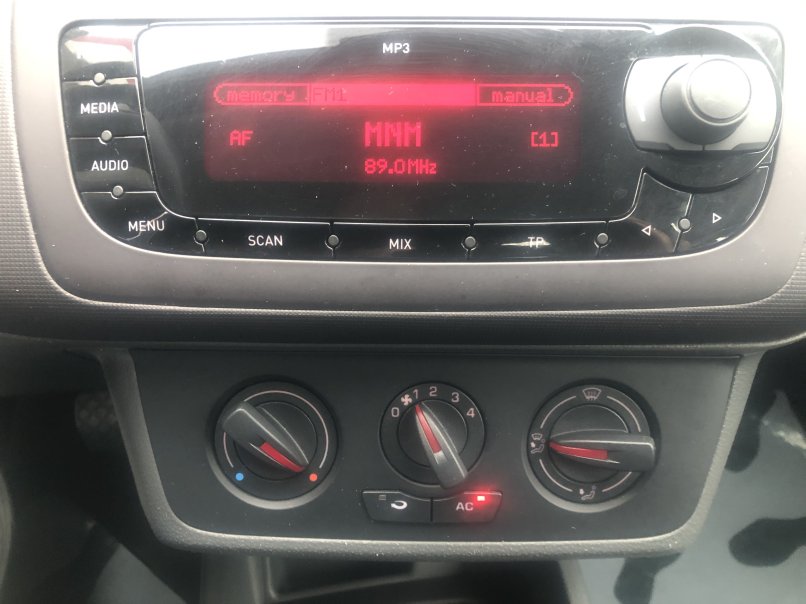 MP3
memory FM1 manual
AF MNM [1]
89.0MHz
MEDIA
AUDIO
MENU
SCAN
MIX
TP
0 1 2 3 4
AC